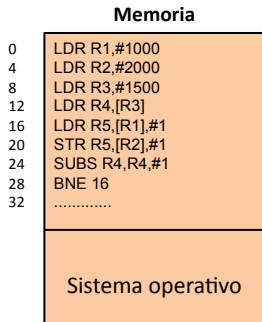 Memoria
0 LDR R1,#1000
4 LDR R2,#2000
8 LDR R3,#1500
12 LDR R4,[R3]
16 LDR R5,[R1],#1
20 STR R5,[R2],#1
24 SUBS R4,R4,#1
28 BNE 16
32 .............
Sistema operativo